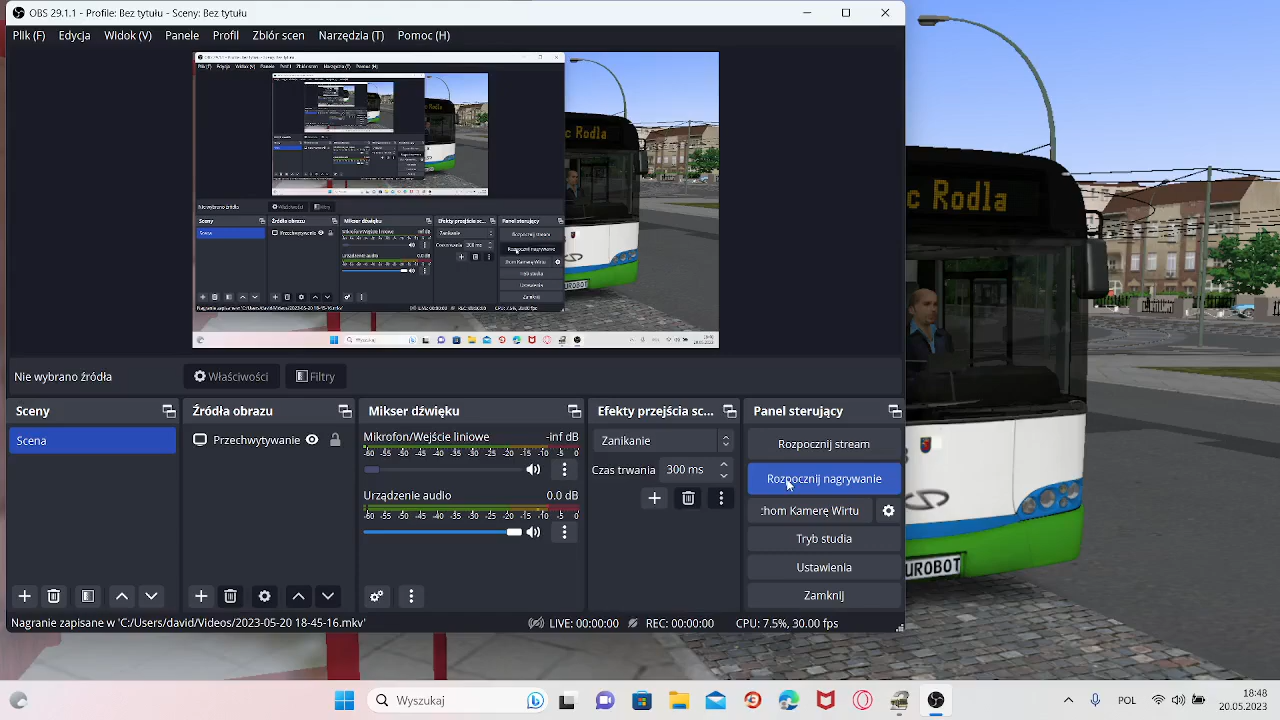 OBS 29.1.1 - Profile: Bez tytułu - Sceny: Bez tytułu
Plik (F) Edycja Widok (V) Panele Profil Zbiór scen Narzędzia (T) Pomoc (H)
c Rodla
c Rodla
Nie wybrano źródła Właściwości Filtry
Sceny Źródła obrazu Mikser dźwięku Efekty przejścia sc... Panel sterujący
Scena
Przechwytywanie
Mikrofon/Wejście liniowe -inf dB
-60 -55 -50 -45 -40 -35 -30 -25 -20 -15 -10 -5 0
Urządzenie audio 0.0 dB
-60 -55 -50 -45 -40 -35 -30 -25 -20 -15 -10 -5 0
Zanikanie
Czas trwania 300 ms
Rozpocznij stream
Rozpocznij nagrywanie
:hom Kamerę Wirtu
Tryb studia
Ustawienia
Zamknij
UROBOT
Nagranie zapisane w 'C:/Users/david/Videos/2023-05-20 18-45-16.mkv' LIVE: 00:00:00 REC: 00:00:00 CPU: 7.5%, 30.00 fps
Wyszukaj
POL
18:48
20.05.2023